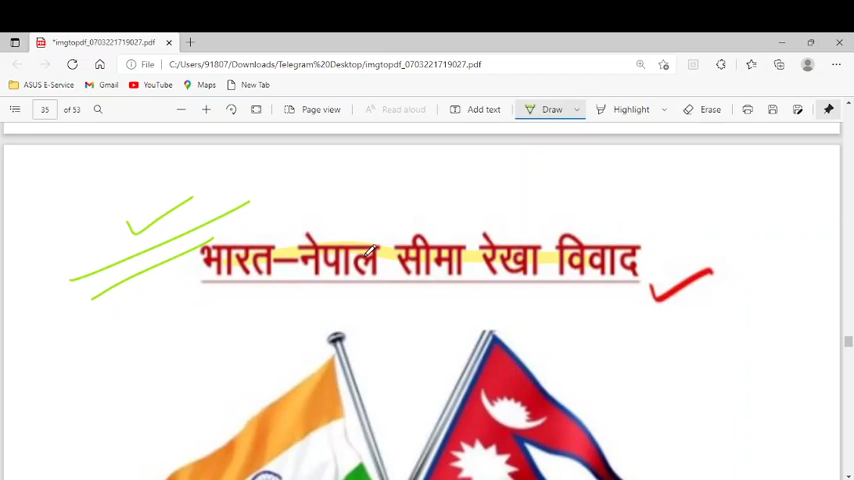 *imgtopdf_0703221719027.pdf
File C:/Users/91807/Downloads/Telegram%20Desktop/imgtopdf_0703221719027.pdf
ASUS E-Service Gmail YouTube Maps New Tab
35 of 53 Page view Read aloud Add text Draw Highlight Erase
भारत–नेपाल सीमा रेखा विवाद